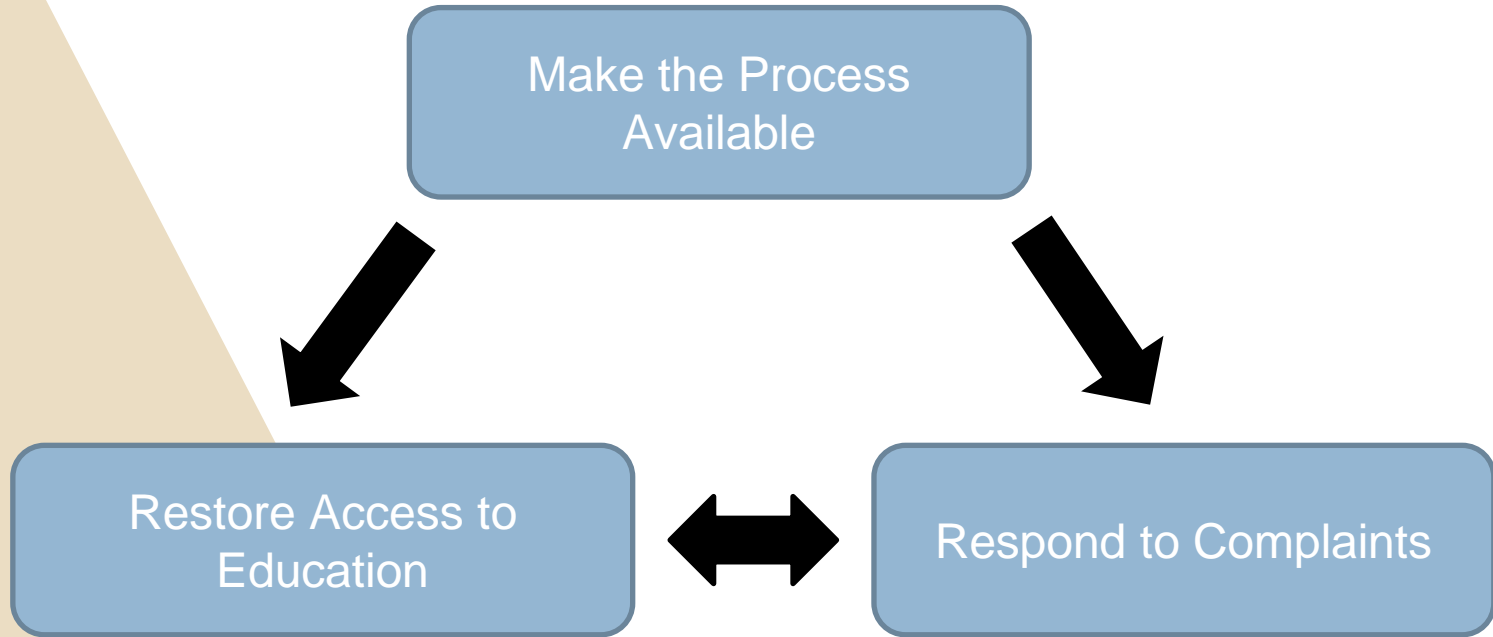 Make the Process
Available
Restore Access to
Education
Respond to Complaints